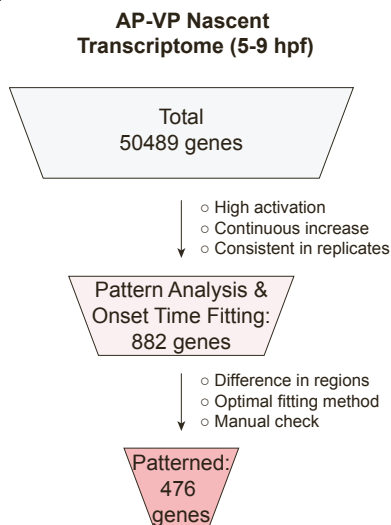 AP-VP Nascent
Transcriptome (5-9 hpf)
Total
50489 genes
○ High activation
○ Continuous increase
○ Consistent in replicates
Pattern Analysis &
Onset Time Fitting:
882 genes
○ Difference in regions
○ Optimal fitting method
○ Manual check
Patterned:
476
genes